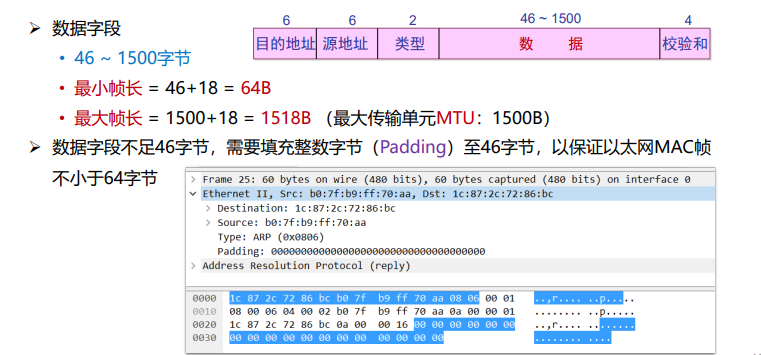 ➢ 数据字段
6 6 2 46 ~ 1500 4
目的地址 源地址 类型 数 据 校验和
• 46 ~ 1500字节
• 最小帧长 = 46+18 = 64B
• 最大帧长 = 1500+18 = 1518B （最大传输单元MTU：1500B）
➢ 数据字段不足46字节，需要填充整数字节（Padding）至46字节，以保证以太网MAC帧
不小于64字节
Frame 25: 60 bytes on wire (480 bits), 60 bytes captured (480 bits) on interface 0
Ethernet II, Src: b0:7f:b9:ff:70:aa, Dst: 1c:87:2c:72:86:bc
Destination: 1c:87:2c:72:86:bc
Source: b0:7f:b9:ff:70:aa
Type: ARP (0x0806)
Padding: 000000000000000000000000000000000000
Address Resolution Protocol (reply)
0000 1c 87 2c 72 86 bc b0 7f b9 ff 70 aa 08 06 00 01 ..,r.... ..p.....
0010 08 00 06 04 00 02 b0 7f b9 ff 70 aa 0a 00 00 01 ........ ..p.....
0020 1c 87 2c 72 86 bc 0a 00 00 16 00 00 00 00 00 00 ..,r.... ........
0030 00 00 00 00 00 00 00 00 00 00 00 00 ........ ....